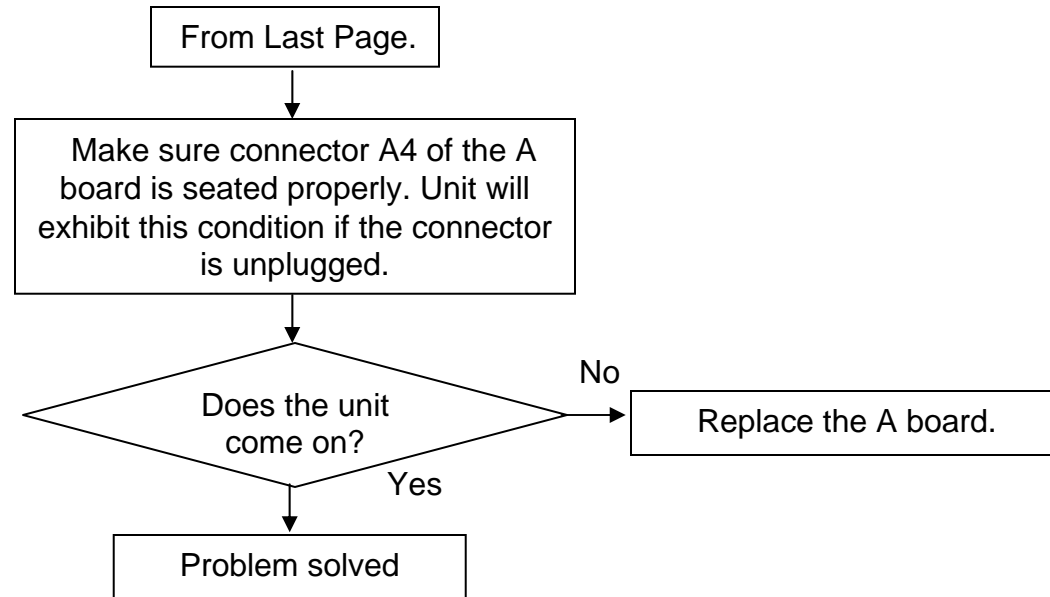 From Last Page.
Make sure connector A4 of the A
board is seated properly. Unit will
exhibit this condition if the connector
is unplugged.
Does the unit
come on?
No
Replace the A board.
Yes
Problem solved